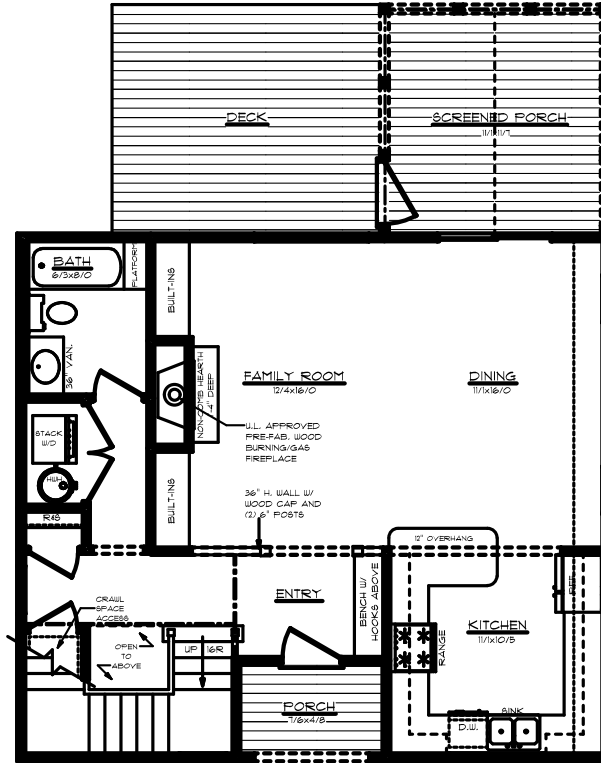 DECK
SCREENED PORCH
11/1x11/7
BATH
6/3x8/0
PLATFORM
BUILT-INS
36" VAN.
FAMILY ROOM
12/4x16/0
DINING
11/1x16/0
NON-COMB HEARTH
DEEP
U.L. APPROVED
PRE-FAB. WOOD
BURNING/GAS
FIREPLACE
STACK
W/D
HWH
R&S
BUILT-INS
36" H. WALL W/
WOOD CAP AND
(2) 6" POSTS
12" OVERHANG
CRAWL
SPACE
ACCESS
ENTRY
BENCH W/
HOOKS ABOVE
REF.
KITCHEN
11/1x10/5
RANGE
OPEN
TO
ABOVE
UP 16R
PORCH
7/6x4/8
D.W.
SINK